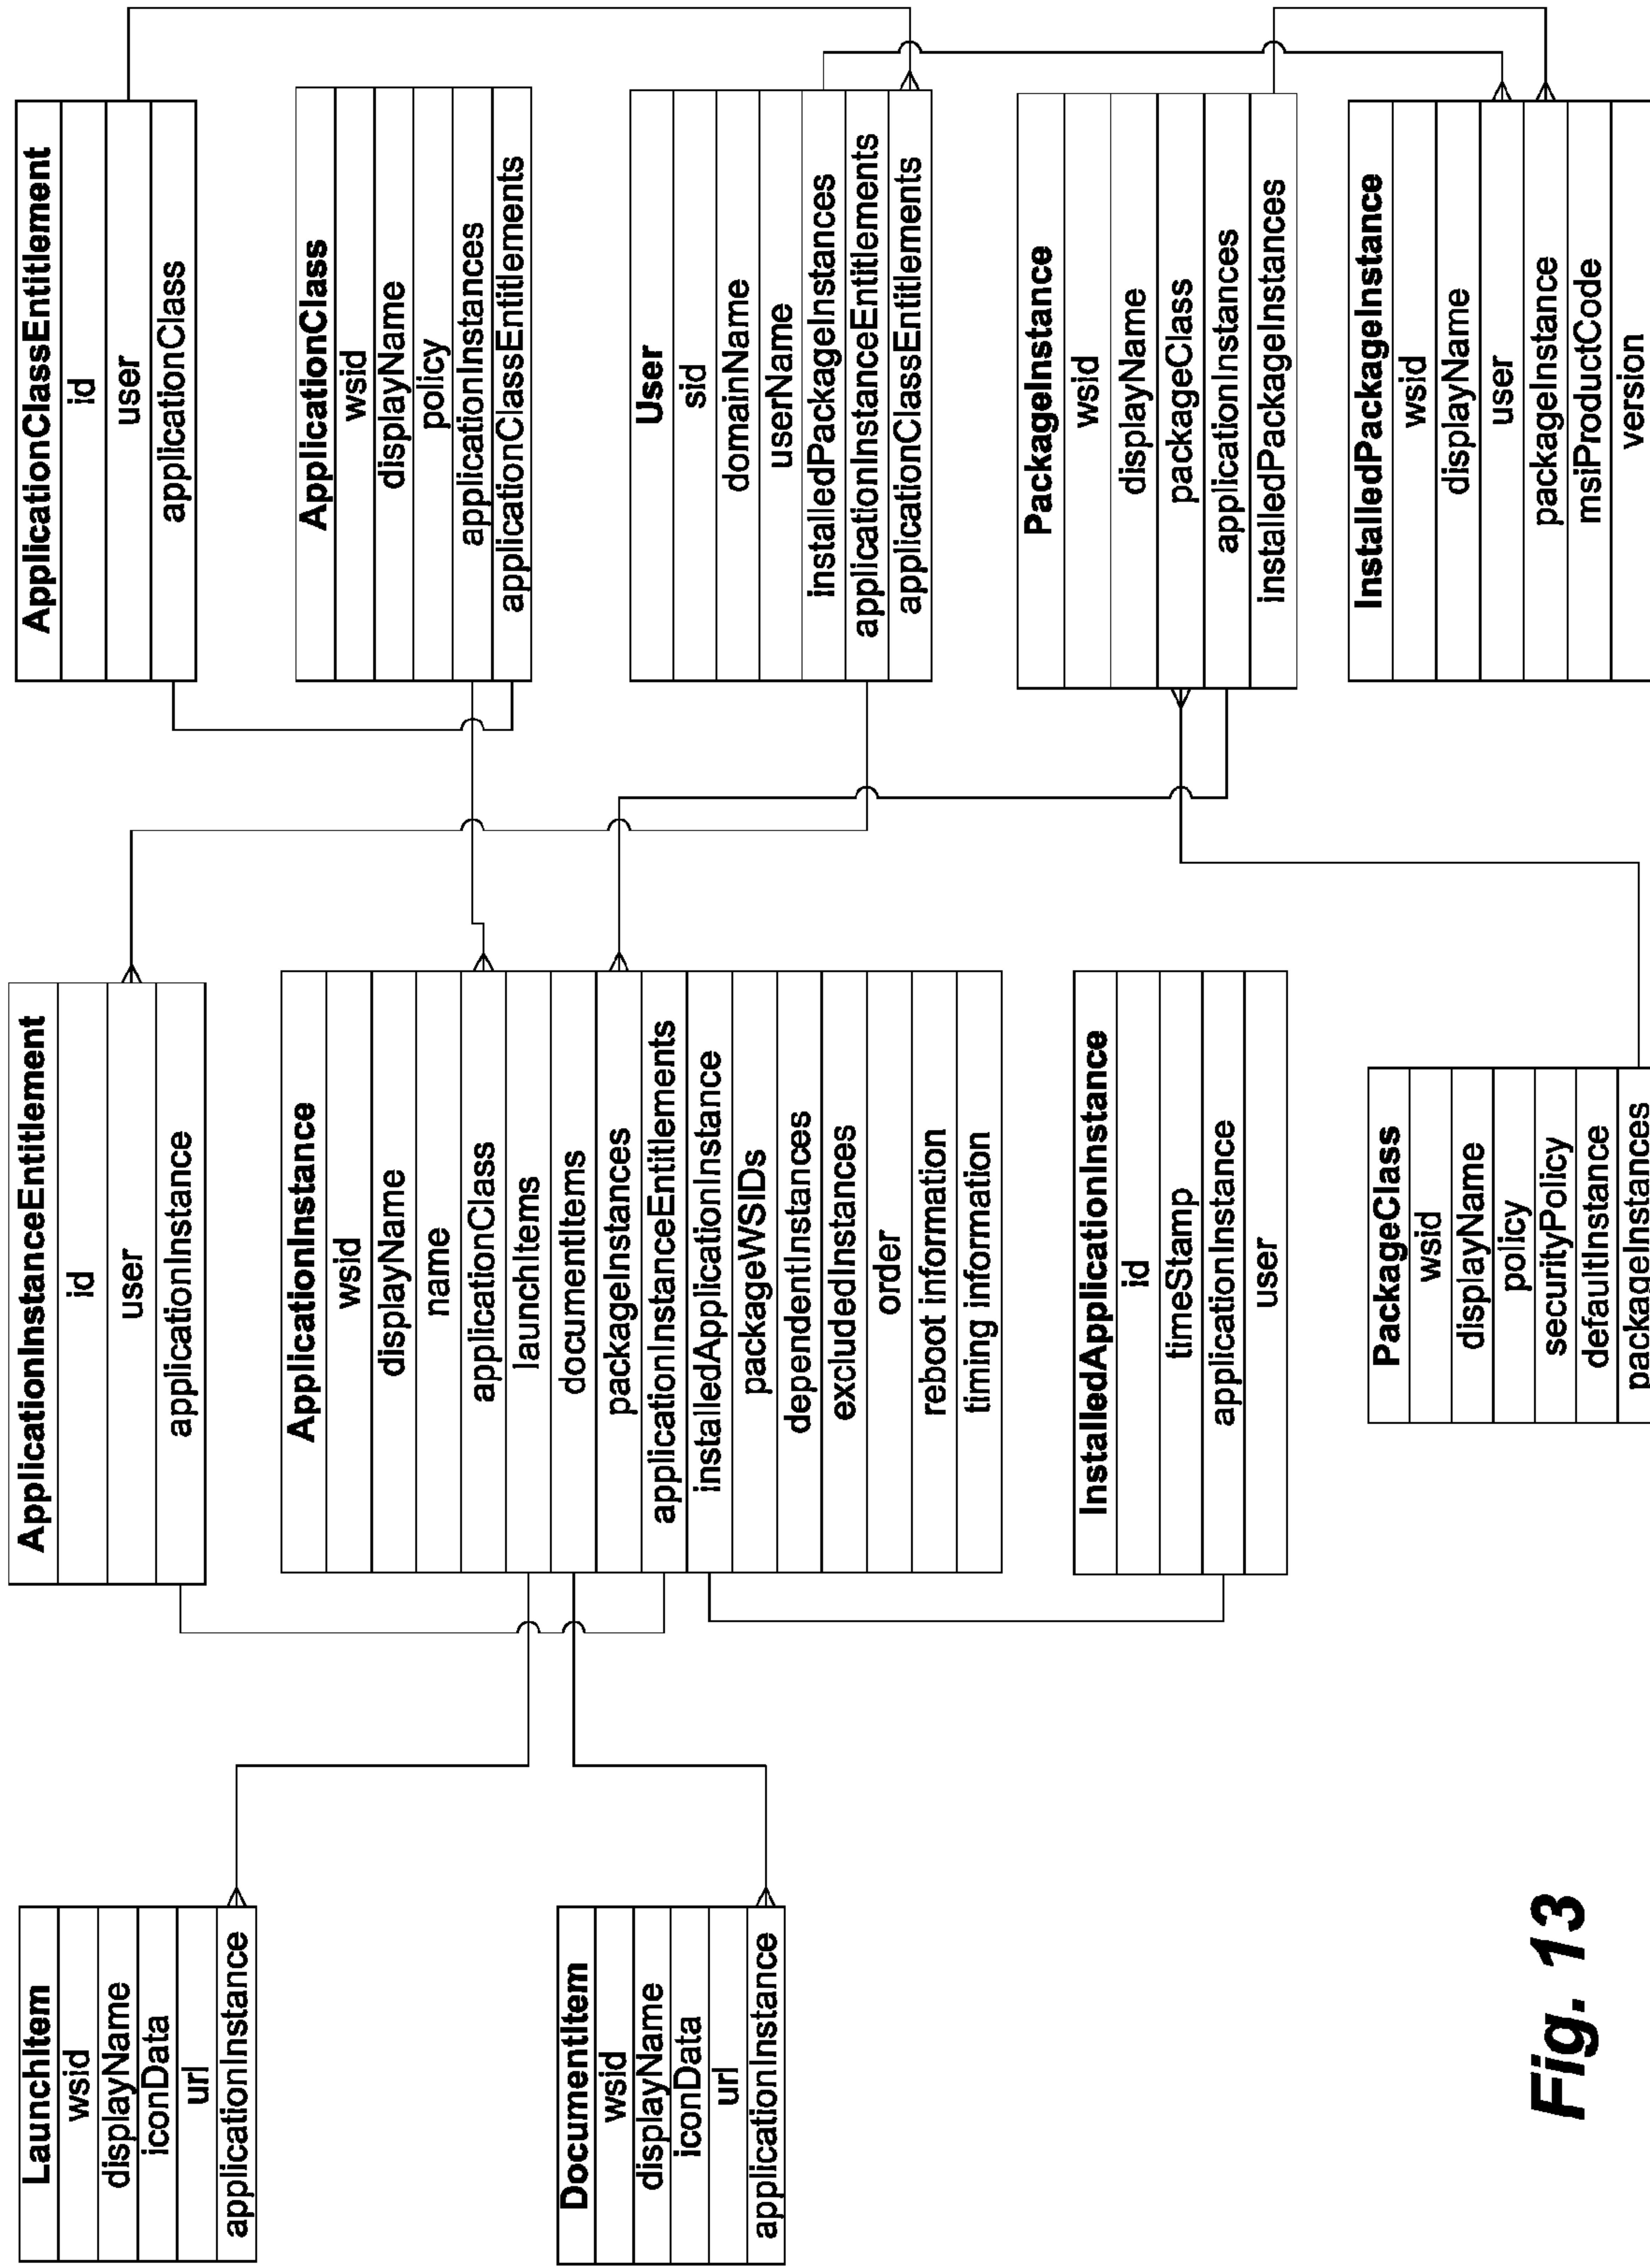 LaunchItem
wsid
displayName
iconData
url
applicationInstance
DocumentItem
wsid
displayName
iconData
url
applicationInstance
ApplicationInstanceEntitlement
id
user
applicationInstance
ApplicationInstance
wsid
displayName
name
applicationClass
launchItems
documentItems
packageInstances
applicationInstanceEntitlements
installedApplicationInstance
packageWSIDs
dependentInstances
excludedInstances
order
reboot information
timing information
InstalledApplicationInstance
id
timeStamp
applicationInstance
user
PackageClass
wsid
displayName
policy
securityPolicy
defaultInstance
packageInstances
ApplicationClassEntitlement
id
user
applicationClass
ApplicationClass
wsid
displayName
policy
applicationInstances
applicationClassEntitlements
User
sid
domainName
userName
installedPackageInstances
applicationInstanceEntitlements
applicationClassEntitlements
PackageInstance
wsid
displayName
packageClass
applicationInstances
installedPackageInstances
InstalledPackageInstance
wsid
displayName
user
packageInstance
msiProductCode
version
Fig. 13